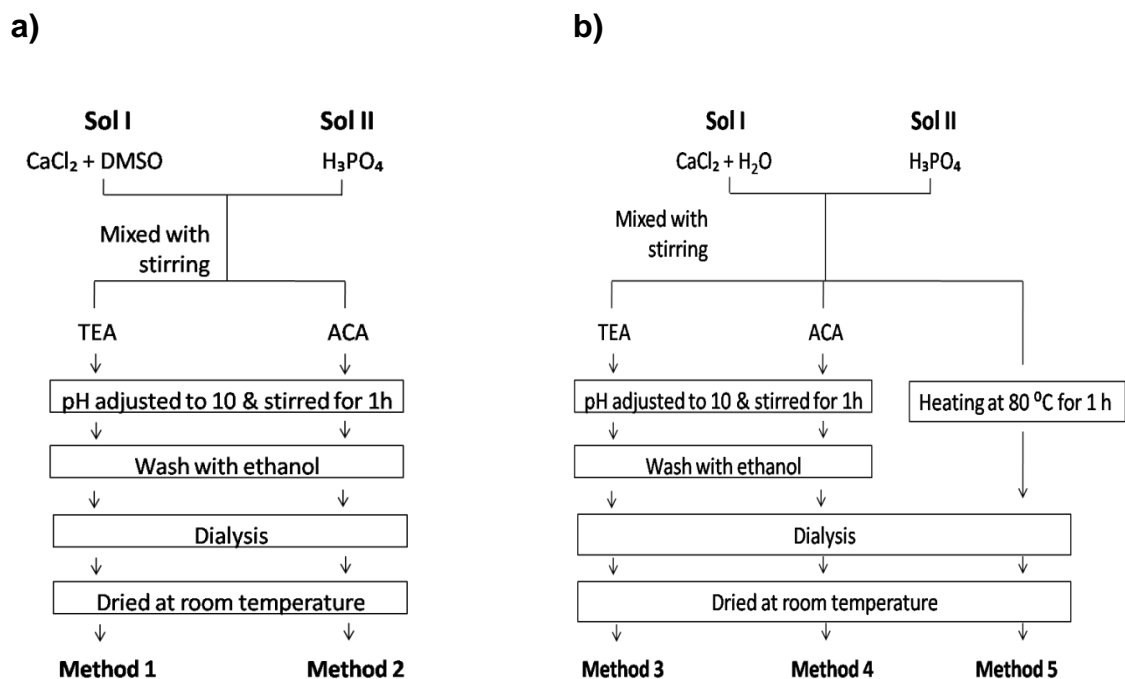 a)
Sol I
Sol II
CaCl₂ + DMSO
H₃PO₄
Mixed with
stirring
TEA
ACA
pH adjusted to 10 & stirred for 1h
Wash with ethanol
Dialysis
Dried at room temperature
Method 1
Method 2
b)
Sol I
Sol II
CaCl₂ + H₂O
H₃PO₄
Mixed with
stirring
TEA
ACA
pH adjusted to 10 & stirred for 1h
Heating at 80 ⁰C for 1 h
Wash with ethanol
Dialysis
Dried at room temperature
Method 3
Method 4
Method 5